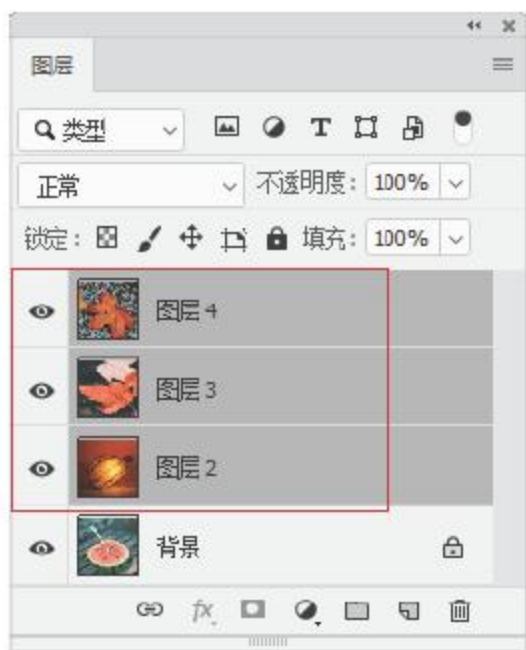 图层
类型 T
正常 不透明度: 100%
锁定: 填充: 100%
图层 4
图层 3
图层 2
背景
fx